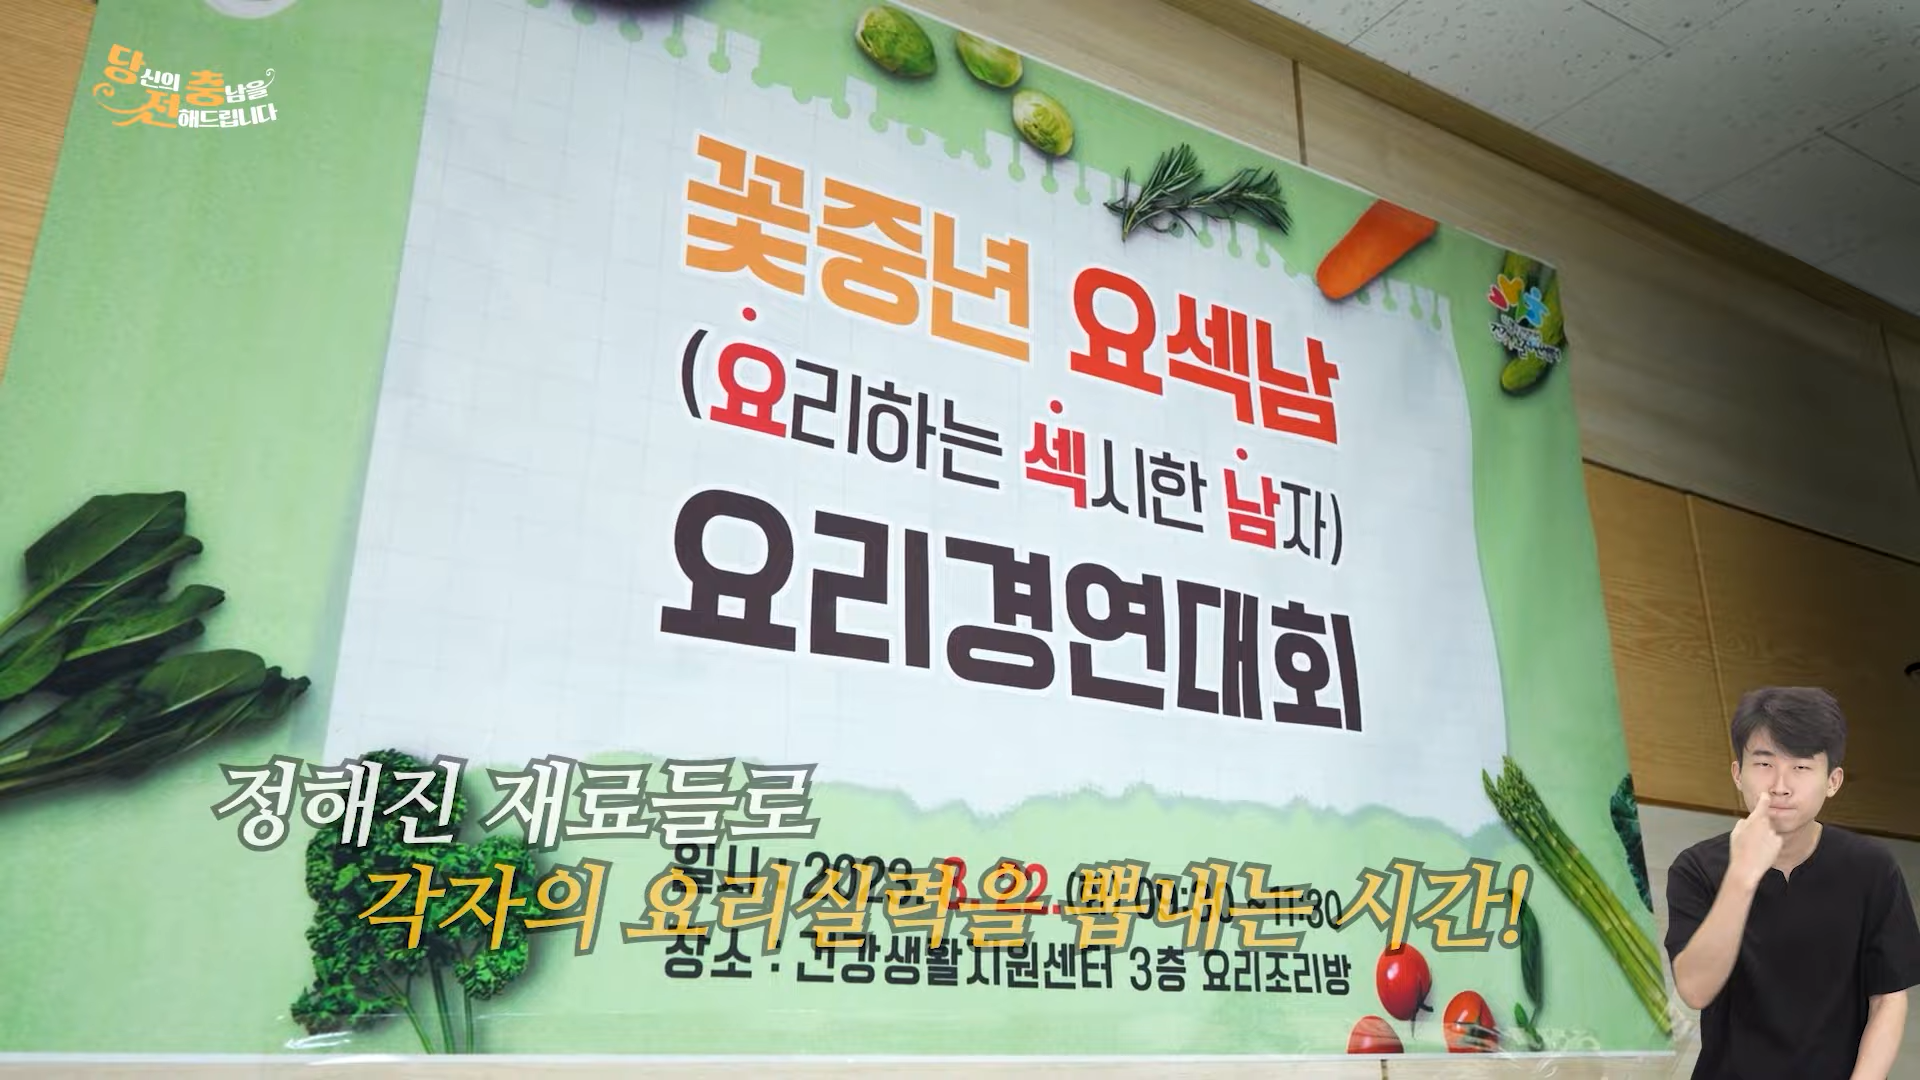 당신의 충남을
전해드립니다
꽃중년 요섹남
(요리하는 섹시한 남자)
요리경연대회
정해진 재료들로
일시 : 2023.
각자의 요리실력을 뽐내는 시간!
장소 : 건강생활지원센터 3층 요리조리방